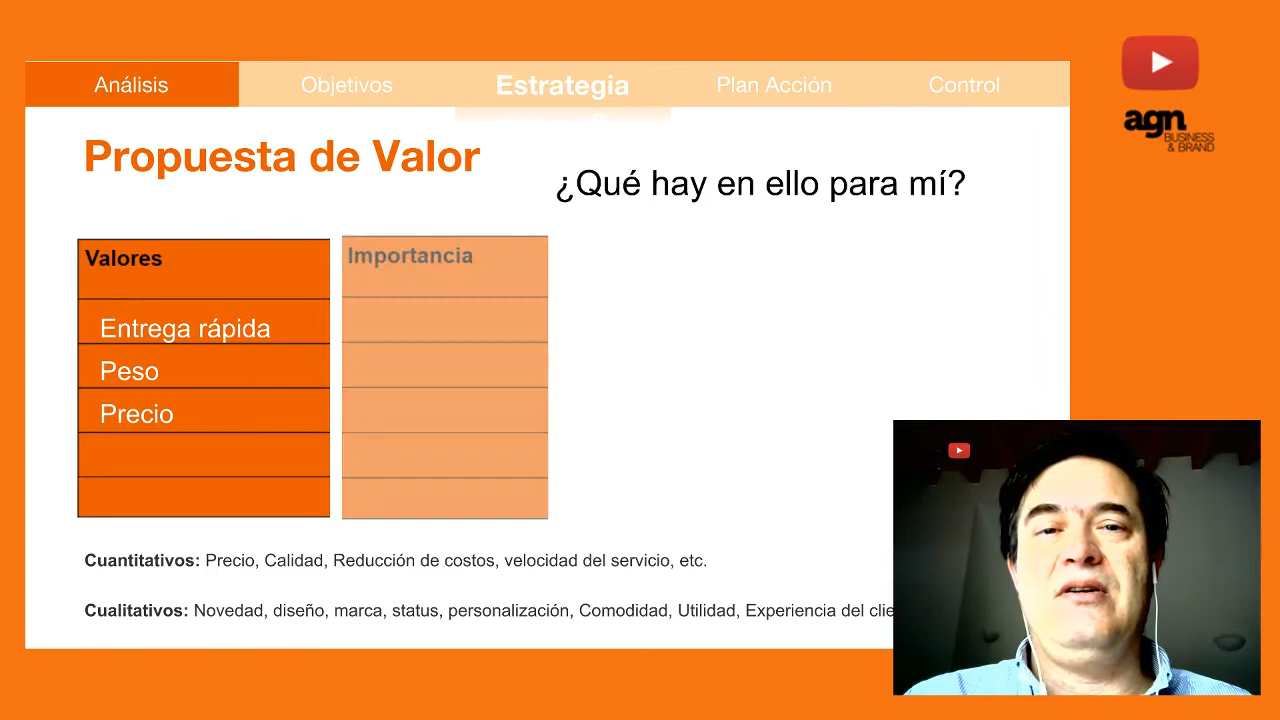 Análisis
Objetivos
Estrategia
Plan Acción
Control
agn
BUSINESS
& BRAND
Propuesta de Valor
¿Qué hay en ello para mí?
Valores
Importancia
Entrega rápida
Peso
Precio
Cuantitativos: Precio, Calidad, Reducción de costos, velocidad del servicio, etc.
Cualitativos: Novedad, diseño, marca, status, personalización, Comodidad, Utilidad, Experiencia del clie